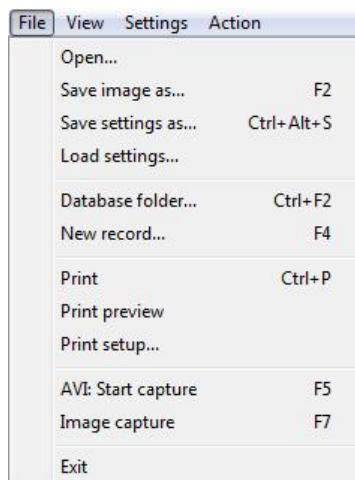 File View Settings Action
Open...
Save image as... F2
Save settings as... Ctrl+Alt+S
Load settings...
Database folder... Ctrl+F2
New record... F4
Print Ctrl+P
Print preview
Print setup...
AVI: Start capture F5
Image capture F7
Exit